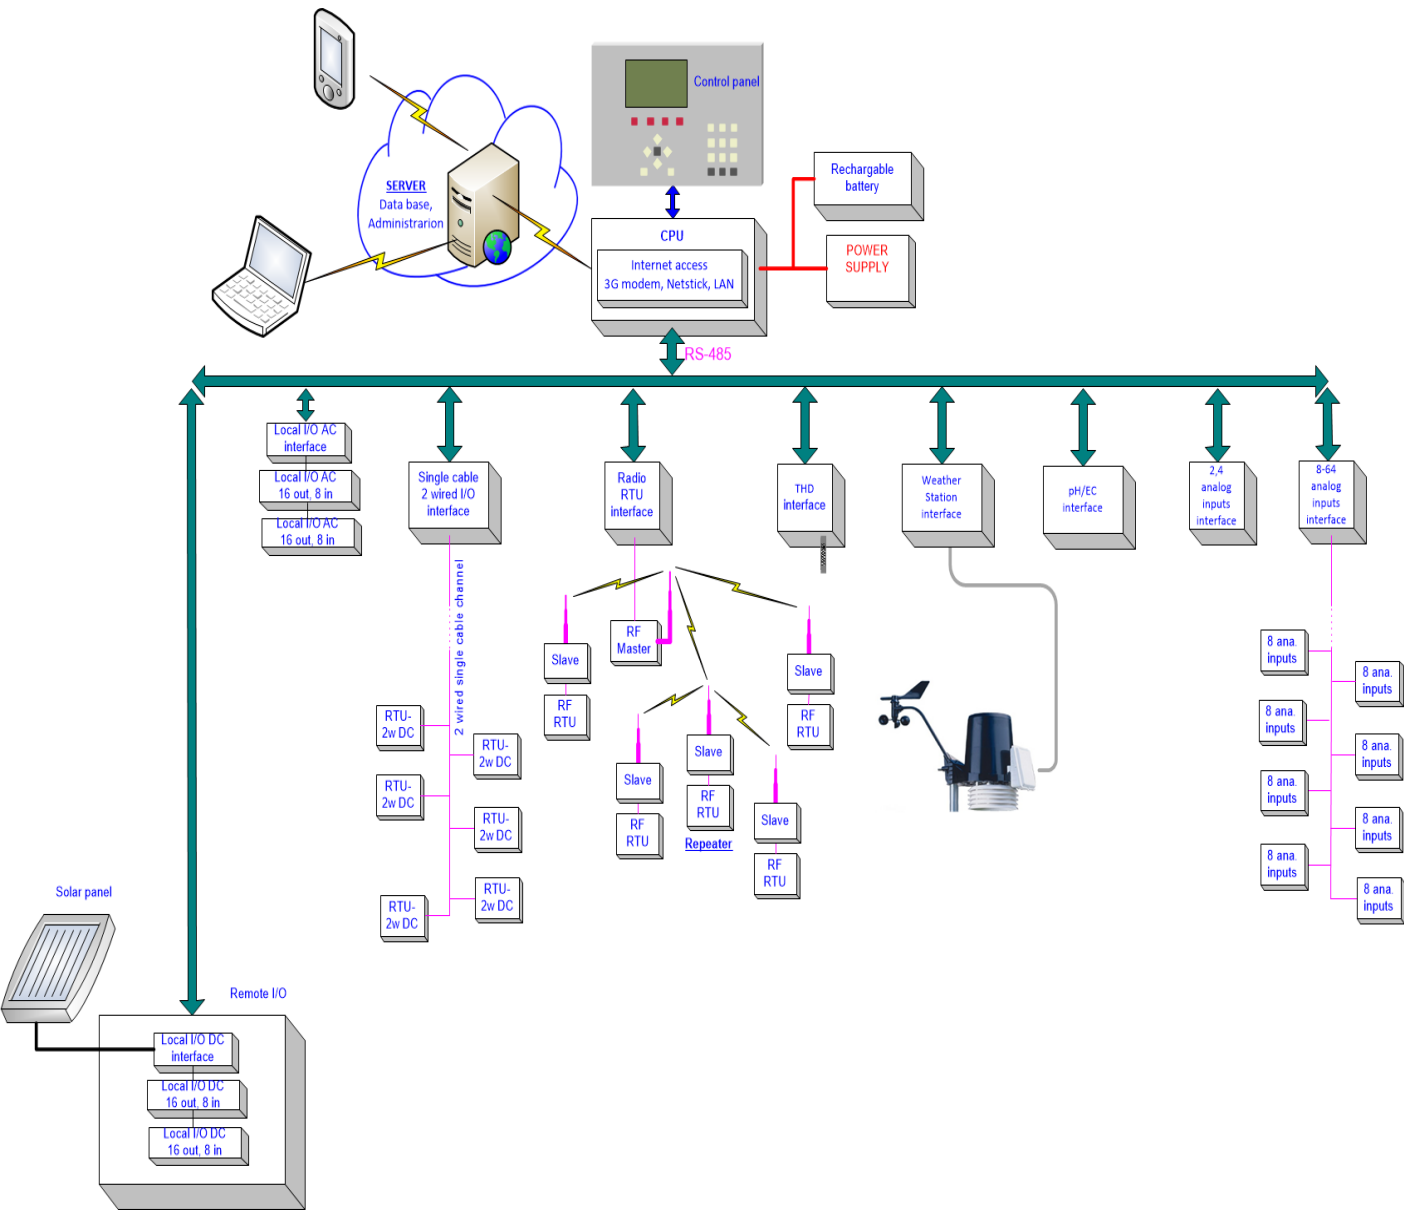 Control panel
SERVER
Data base,
Administrarion
Rechargable
battery
CPU
Internet access
3G modem, Netstick, LAN
POWER
SUPPLY
RS-485
Local I/O AC
interface
Local I/O AC
16 out, 8 in
Local I/O AC
16 out, 8 in
Single cable
2 wired I/O
interface
Radio
RTU
interface
THD
interface
Weather
Station
interface
pH/EC
interface
2,4
analog
inputs
interface
8-64
analog
inputs
interface
2 wired single cable channel
RTU-
2w DC
RTU-
2w DC
RTU-
2w DC
RTU-
2w DC
RTU-
2w DC
RTU-
2w DC
RF
Master
Slave
RF
RTU
Slave
RF
RTU
Slave
RF
RTU
Slave
RF
RTU
Repeater
Slave
RF
RTU
8 ana.
inputs
8 ana.
inputs
8 ana.
inputs
8 ana.
inputs
8 ana.
inputs
8 ana.
inputs
8 ana.
inputs
8 ana.
inputs
Solar panel
Remote I/O
Local I/O DC
interface
Local I/O DC
16 out, 8 in
Local I/O DC
16 out, 8 in